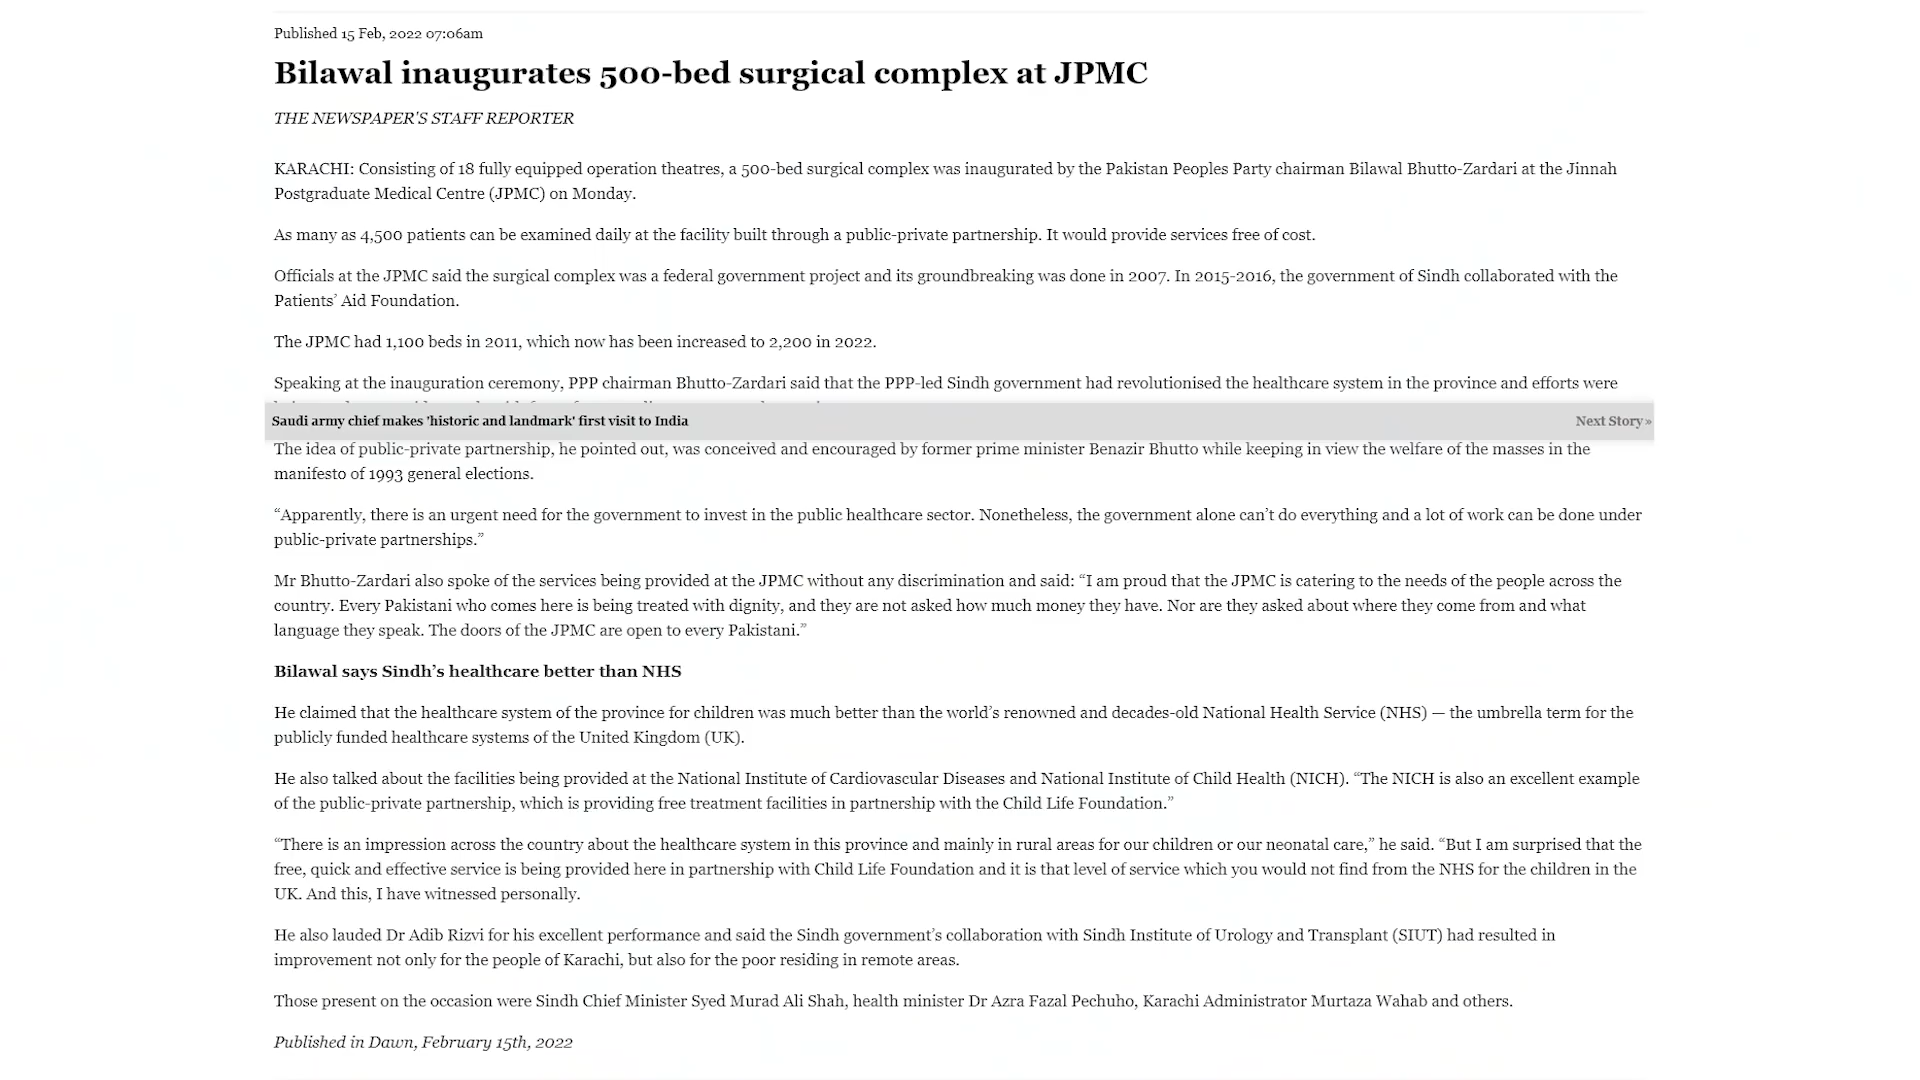 Published 15 Feb, 2022 07:06am
Bilawal inaugurates 500-bed surgical complex at JPMC
THE NEWSPAPER'S STAFF REPORTER
KARACHI: Consisting of 18 fully equipped operation theatres, a 500-bed surgical complex was inaugurated by the Pakistan Peoples Party chairman Bilawal Bhutto-Zardari at the Jinnah
Postgraduate Medical Centre (JPMC) on Monday.
As many as 4,500 patients can be examined daily at the facility built through a public-private partnership. It would provide services free of cost.
Officials at the JPMC said the surgical complex was a federal government project and its groundbreaking was done in 2007. In 2015-2016, the government of Sindh collaborated with the
Patients’ Aid Foundation.
The JPMC had 1,100 beds in 2011, which now has been increased to 2,200 in 2022.
Speaking at the inauguration ceremony, PPP chairman Bhutto-Zardari said that the PPP-led Sindh government had revolutionised the healthcare system in the province and efforts were
Saudi army chief makes 'historic and landmark' first visit to India Next Story »
The idea of public-private partnership, he pointed out, was conceived and encouraged by former prime minister Benazir Bhutto while keeping in view the welfare of the masses in the
manifesto of 1993 general elections.
“Apparently, there is an urgent need for the government to invest in the public healthcare sector. Nonetheless, the government alone can’t do everything and a lot of work can be done under
public-private partnerships.”
Mr Bhutto-Zardari also spoke of the services being provided at the JPMC without any discrimination and said: “I am proud that the JPMC is catering to the needs of the people across the
country. Every Pakistani who comes here is being treated with dignity, and they are not asked how much money they have. Nor are they asked about where they come from and what
language they speak. The doors of the JPMC are open to every Pakistani.”
Bilawal says Sindh’s healthcare better than NHS
He claimed that the healthcare system of the province for children was much better than the world’s renowned and decades-old National Health Service (NHS) — the umbrella term for the
publicly funded healthcare systems of the United Kingdom (UK).
He also talked about the facilities being provided at the National Institute of Cardiovascular Diseases and National Institute of Child Health (NICH). “The NICH is also an excellent example
of the public-private partnership, which is providing free treatment facilities in partnership with the Child Life Foundation.”
“There is an impression across the country about the healthcare system in this province and mainly in rural areas for our children or our neonatal care,” he said. “But I am surprised that the
free, quick and effective service is being provided here in partnership with Child Life Foundation and it is that level of service which you would not find from the NHS for the children in the
UK. And this, I have witnessed personally.
He also lauded Dr Adib Rizvi for his excellent performance and said the Sindh government’s collaboration with Sindh Institute of Urology and Transplant (SIUT) had resulted in
improvement not only for the people of Karachi, but also for the poor residing in remote areas.
Those present on the occasion were Sindh Chief Minister Syed Murad Ali Shah, health minister Dr Azra Fazal Pechuho, Karachi Administrator Murtaza Wahab and others.
Published in Dawn, February 15th, 2022